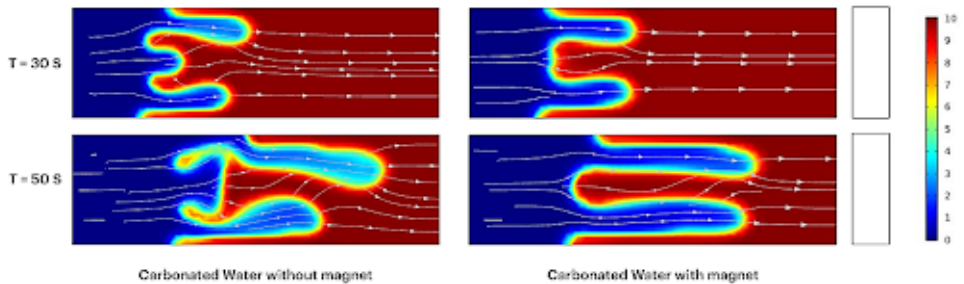 T = 30 S
T = 50 S
10
9
8
7
6
5
4
3
2
1
0
Carbonated Water without magnet
Carbonated Water with magnet